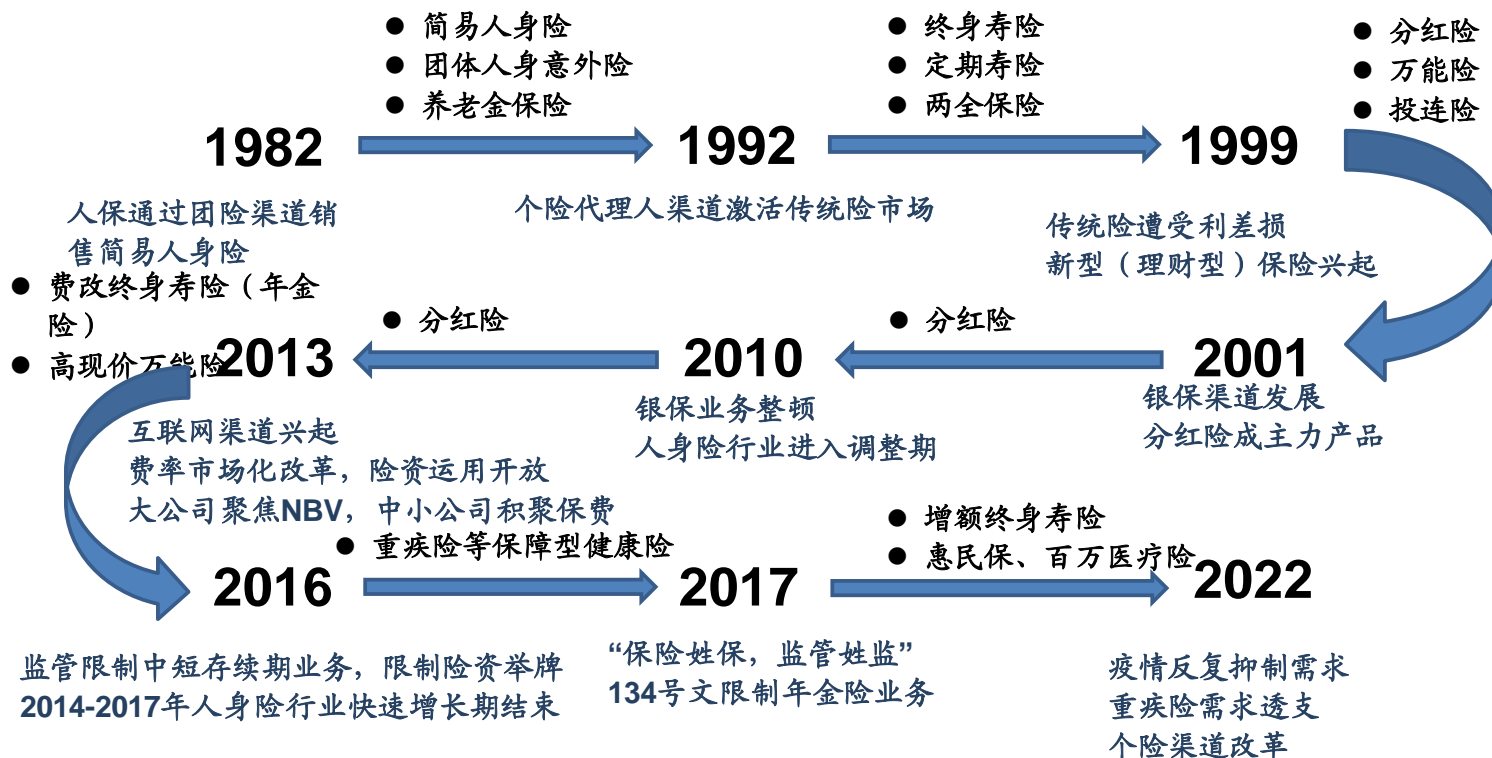 ● 简易人身险
● 团体人身意外险
● 养老金保险
● 终身寿险
● 定期寿险
● 两全保险
● 分红险
● 万能险
● 投连险
1982
1992
1999
人保通过团险渠道销
售简易人身险
个险代理人渠道激活传统险市场
传统险遭受利差损
新型（理财型）保险兴起
● 费改终身寿险（年金
险）
● 高现价万能险
● 分红险
● 分红险
2013
2010
2001
互联网渠道兴起
费率市场化改革，险资运用开放
大公司聚焦NBV，中小公司积聚保费
银保业务整顿
人身险行业进入调整期
银保渠道发展
分红险成主力产品
● 重疾险等保障型健康险
● 增额终身寿险
● 惠民保、百万医疗险
2016
2017
2022
监管限制中短存续期业务，限制险资举牌
2014-2017年人身险行业快速增长期结束
“保险姓保，监管姓监”
134号文限制年金险业务
疫情反复抑制需求
重疾险需求透支
个险渠道改革